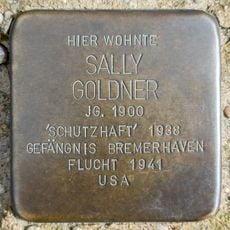 HIER WOHNTE
SALLY
GOLDNER
JG. 1900
'SCHUTZHAFT' 1938
GEFÄNGNIS BREMERHAVEN
FLUCHT 1941
USA